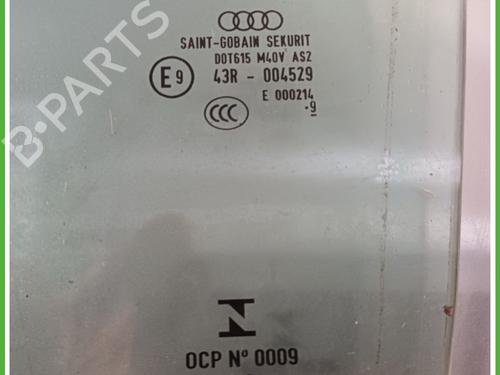 SAINT-GOBAIN SEKURIT
DOT615 M40V AS2
E9 43R - 004529
E 000214
CCC .9
OCP Nº 0009
B-PARTS